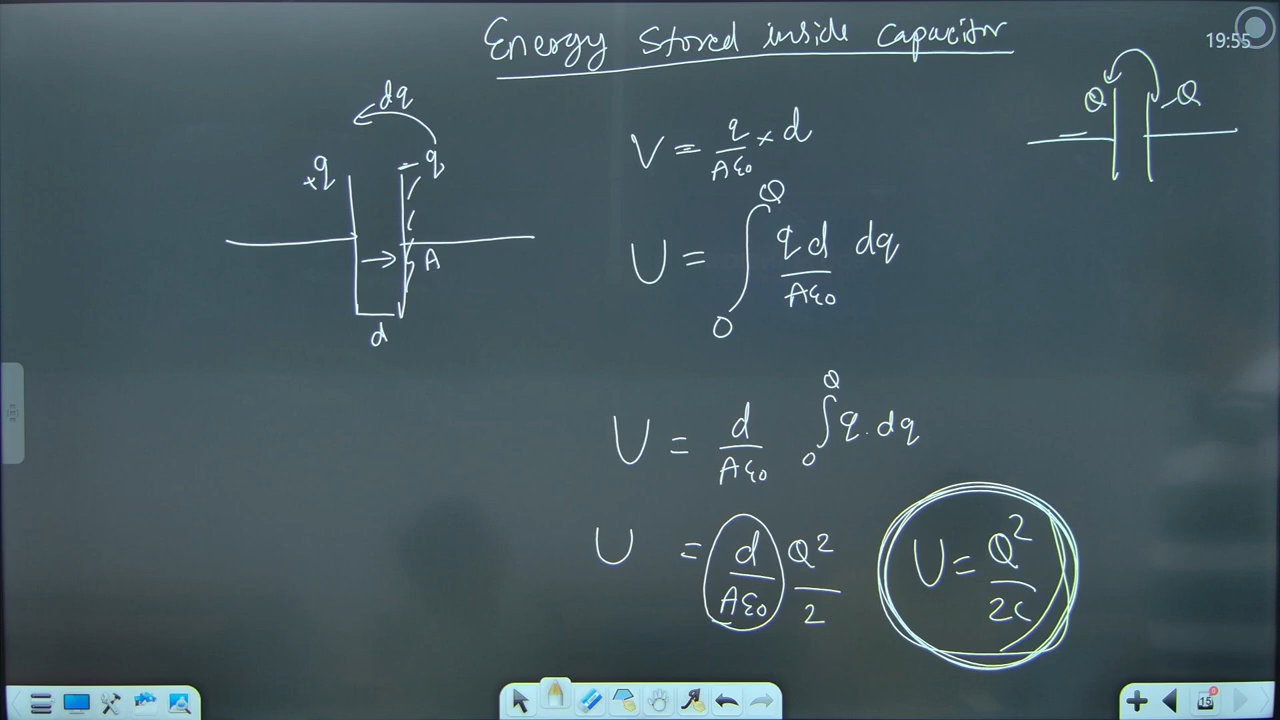 Energy Stored inside Capacitor
19:55
dq
+q
-q
A
d
Q
-Q
V = q/Aε0 × d
U = ∫0^Q qd/Aε0 dq
U = d/Aε0 ∫0^Q q.dq
U = d/Aε0 Q²/2
U = Q²/2C
15